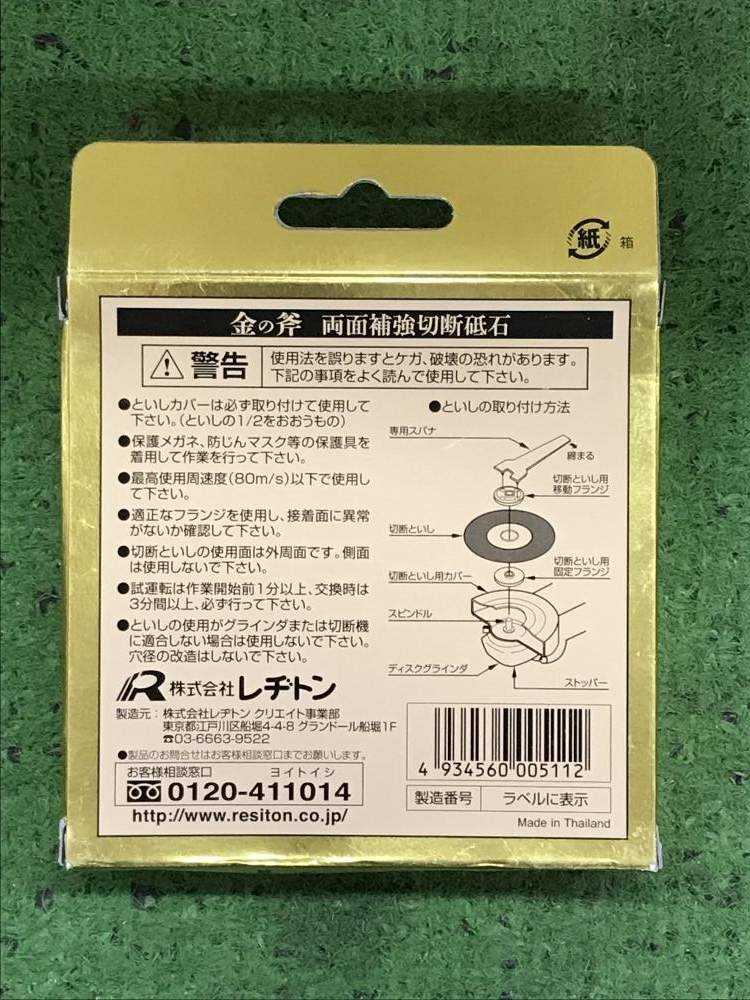 紙
箱
金の斧 両面補強切断砥石
警告
使用法を誤りますとケガ、破壊の恐れがあります。
下記の事項をよく読んで使用して下さい。
●といしカバーは必ず取り付けて使用して
下さい。(といしの1/2をおおうもの)
●保護メガネ、防じんマスク等の保護具を
着用して作業を行って下さい。
●最高使用周速度(80m/s)以下で使用し
て下さい。
●適正なフランジを使用し、接着面に異常
がないか確認して下さい。
●切断といしの使用面は外周面です。側面
は使用しないで下さい。
●試運転は作業開始前1分以上、交換時は
3分間以上、必ず行って下さい。
●といしの使用がグラインダまたは切断機
に適合しない場合は使用しないで下さい。
穴径の改造はしないで下さい。
●といしの取り付け方法
専用スパナ
締まる
切断といし用
移動フランジ
切断といし
切断といし用
固定フランジ
切断といし用カバー
スピンドル
ディスクグラインダ
ストッパー
株式会社レヂトン
製造元:株式会社レヂトン クリエイト事業部
東京都江戸川区船堀4-4-8 グランドール船堀1F
☎03-6663-9522
●製品のお問合せはお客様相談窓口までお願いします。
お客様相談窓口 ヨイトイシ
0120-411014
http://www.resiton.co.jp/
4 934560 005112
製造番号 ラベルに表示
Made in Thailand